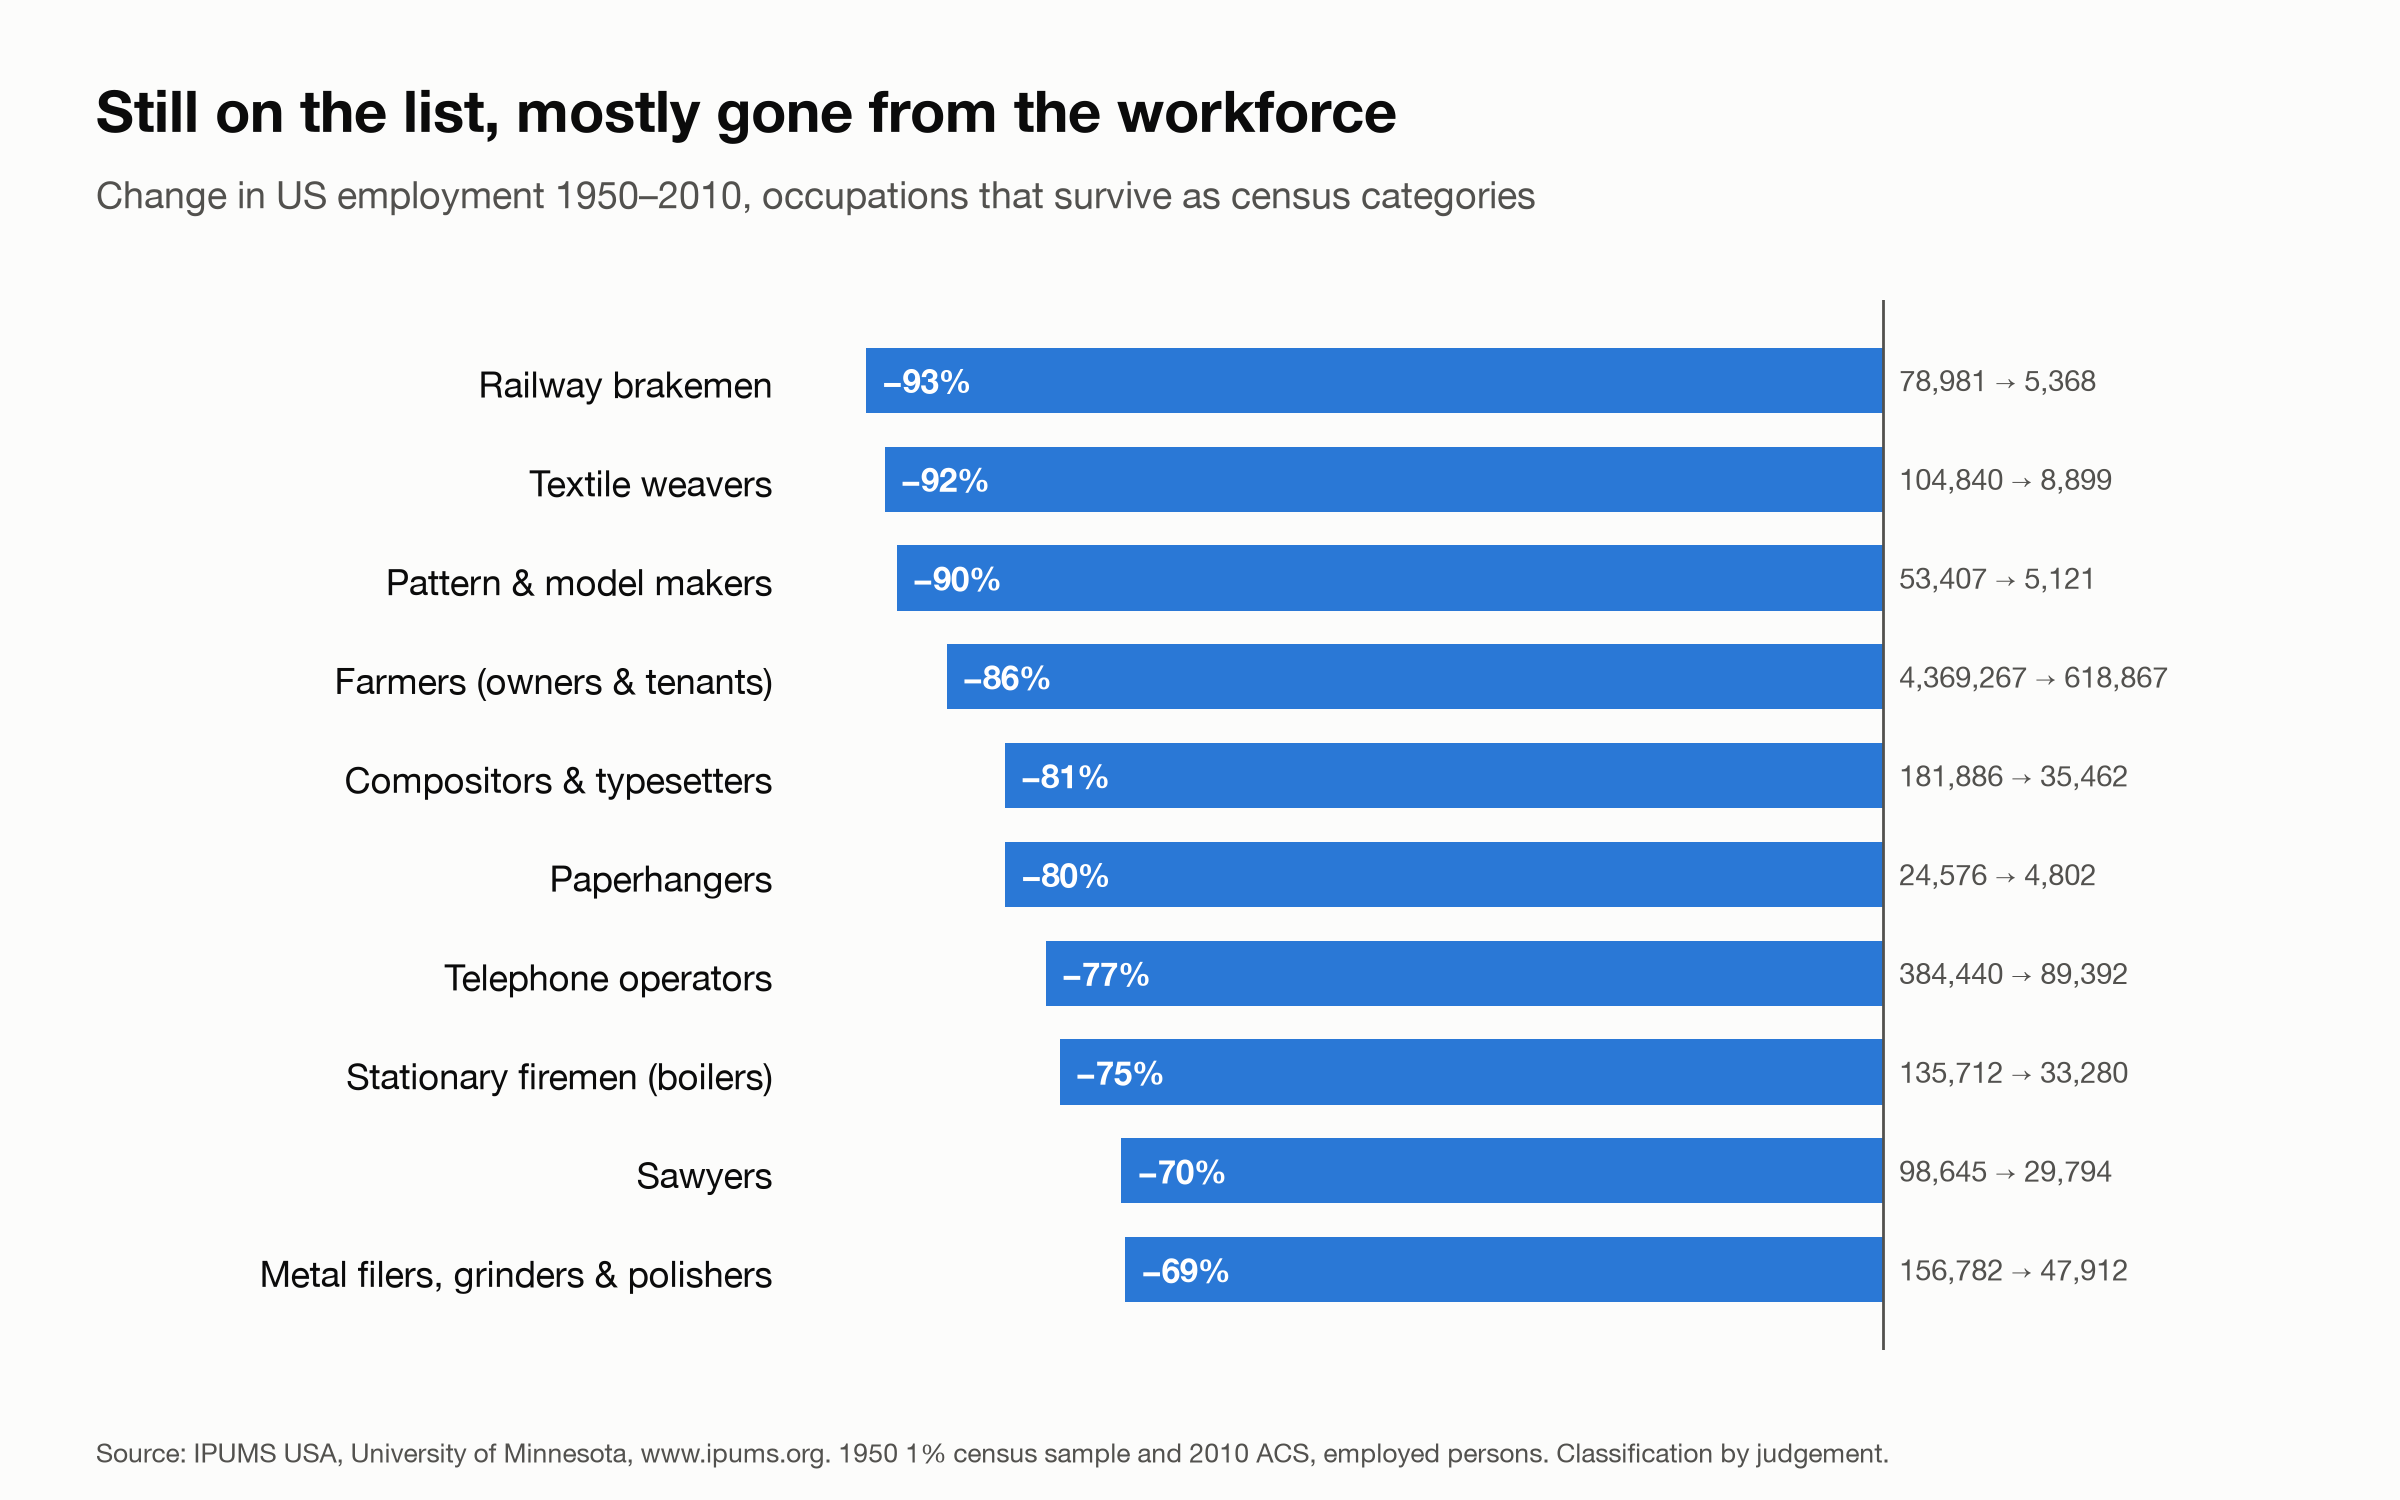 Still on the list, mostly gone from the workforce
Change in US employment 1950–2010, occupations that survive as census categories
Railway brakemen −93% 78,981 → 5,368
Textile weavers −92% 104,840 → 8,899
Pattern & model makers −90% 53,407 → 5,121
Farmers (owners & tenants) −86% 4,369,267 → 618,867
Compositors & typesetters −81% 181,886 → 35,462
Paperhangers −80% 24,576 → 4,802
Telephone operators −77% 384,440 → 89,392
Stationary firemen (boilers) −75% 135,712 → 33,280
Sawyers −70% 98,645 → 29,794
Metal filers, grinders & polishers −69% 156,782 → 47,912
Source: IPUMS USA, University of Minnesota, www.ipums.org. 1950 1% census sample and 2010 ACS, employed persons. Classification by judgement.